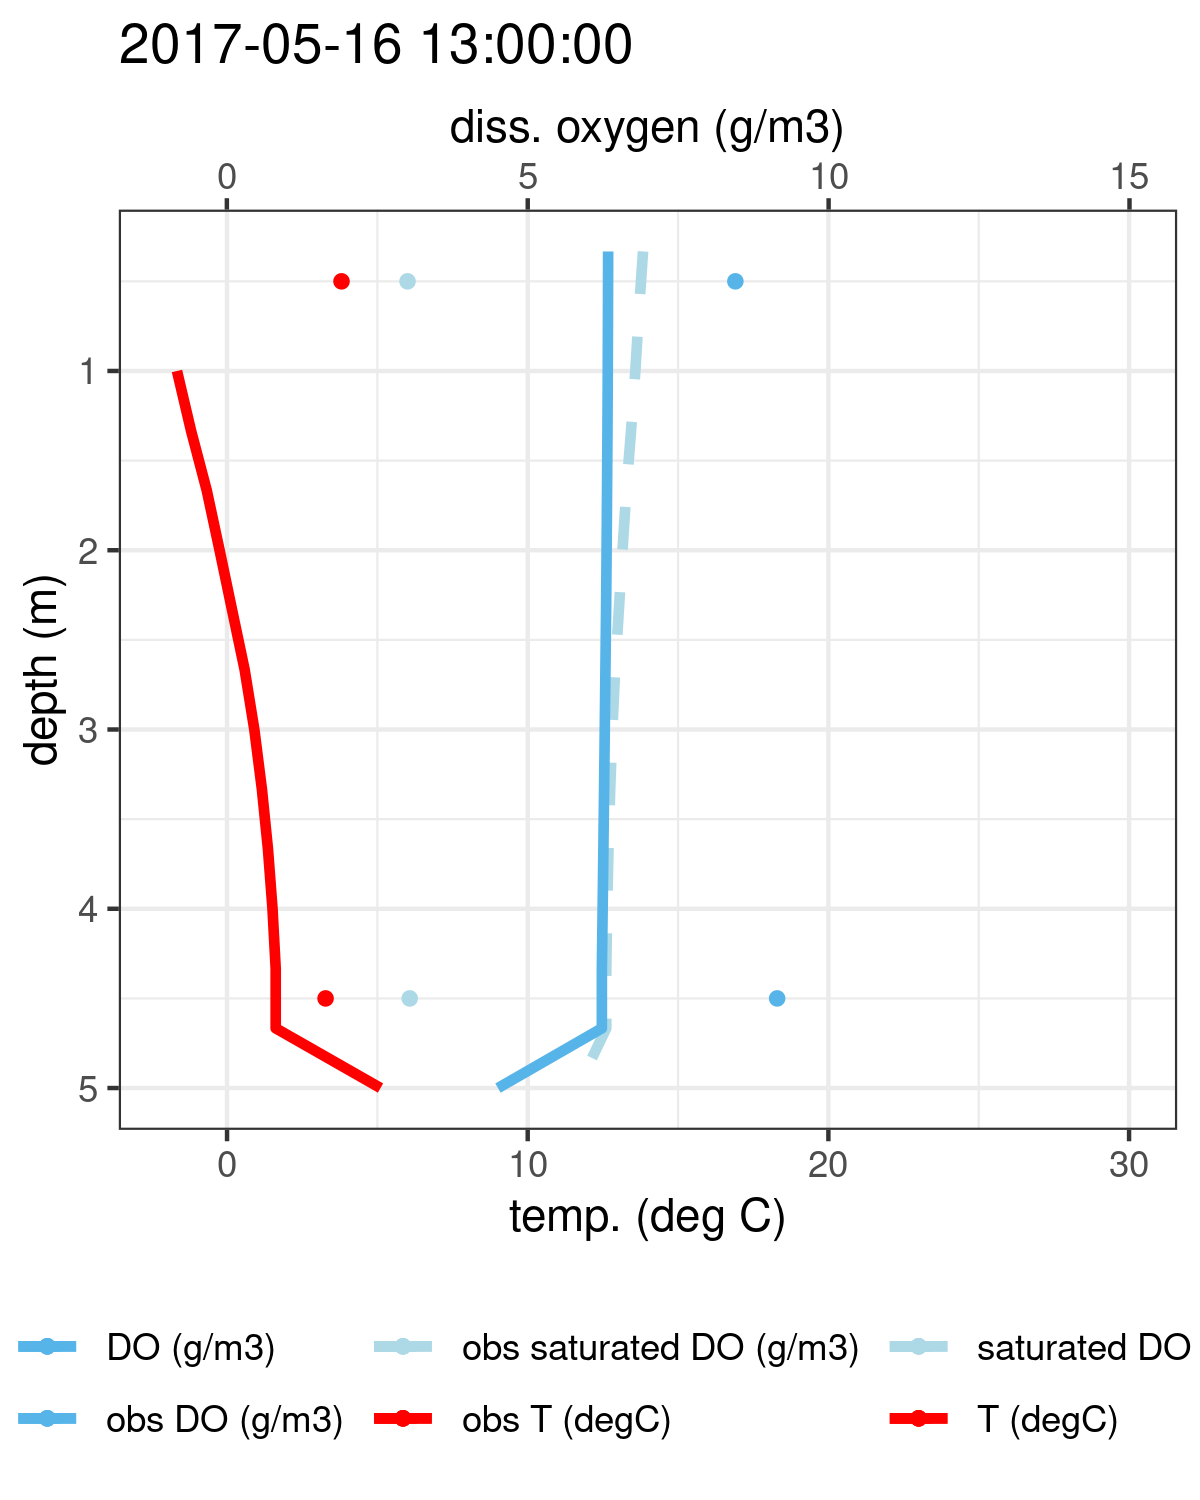 2017-05-16 13:00:00
diss. oxygen (g/m3)
0 5 10 15
depth (m)
1
2
3
4
5
0 10 20 30
temp. (deg C)
DO (g/m3) obs saturated DO (g/m3) saturated DO
obs DO (g/m3) obs T (degC) T (degC)